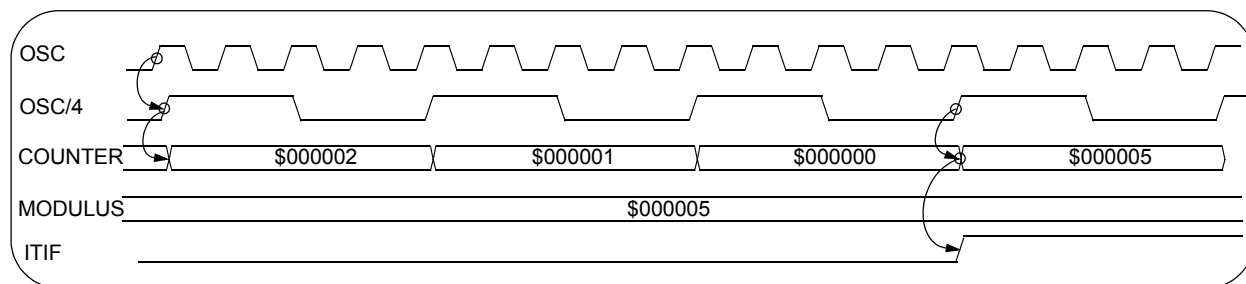 OSC
OSC/4
COUNTER $000002 $000001 $000000 $000005
MODULUS $000005
ITIF